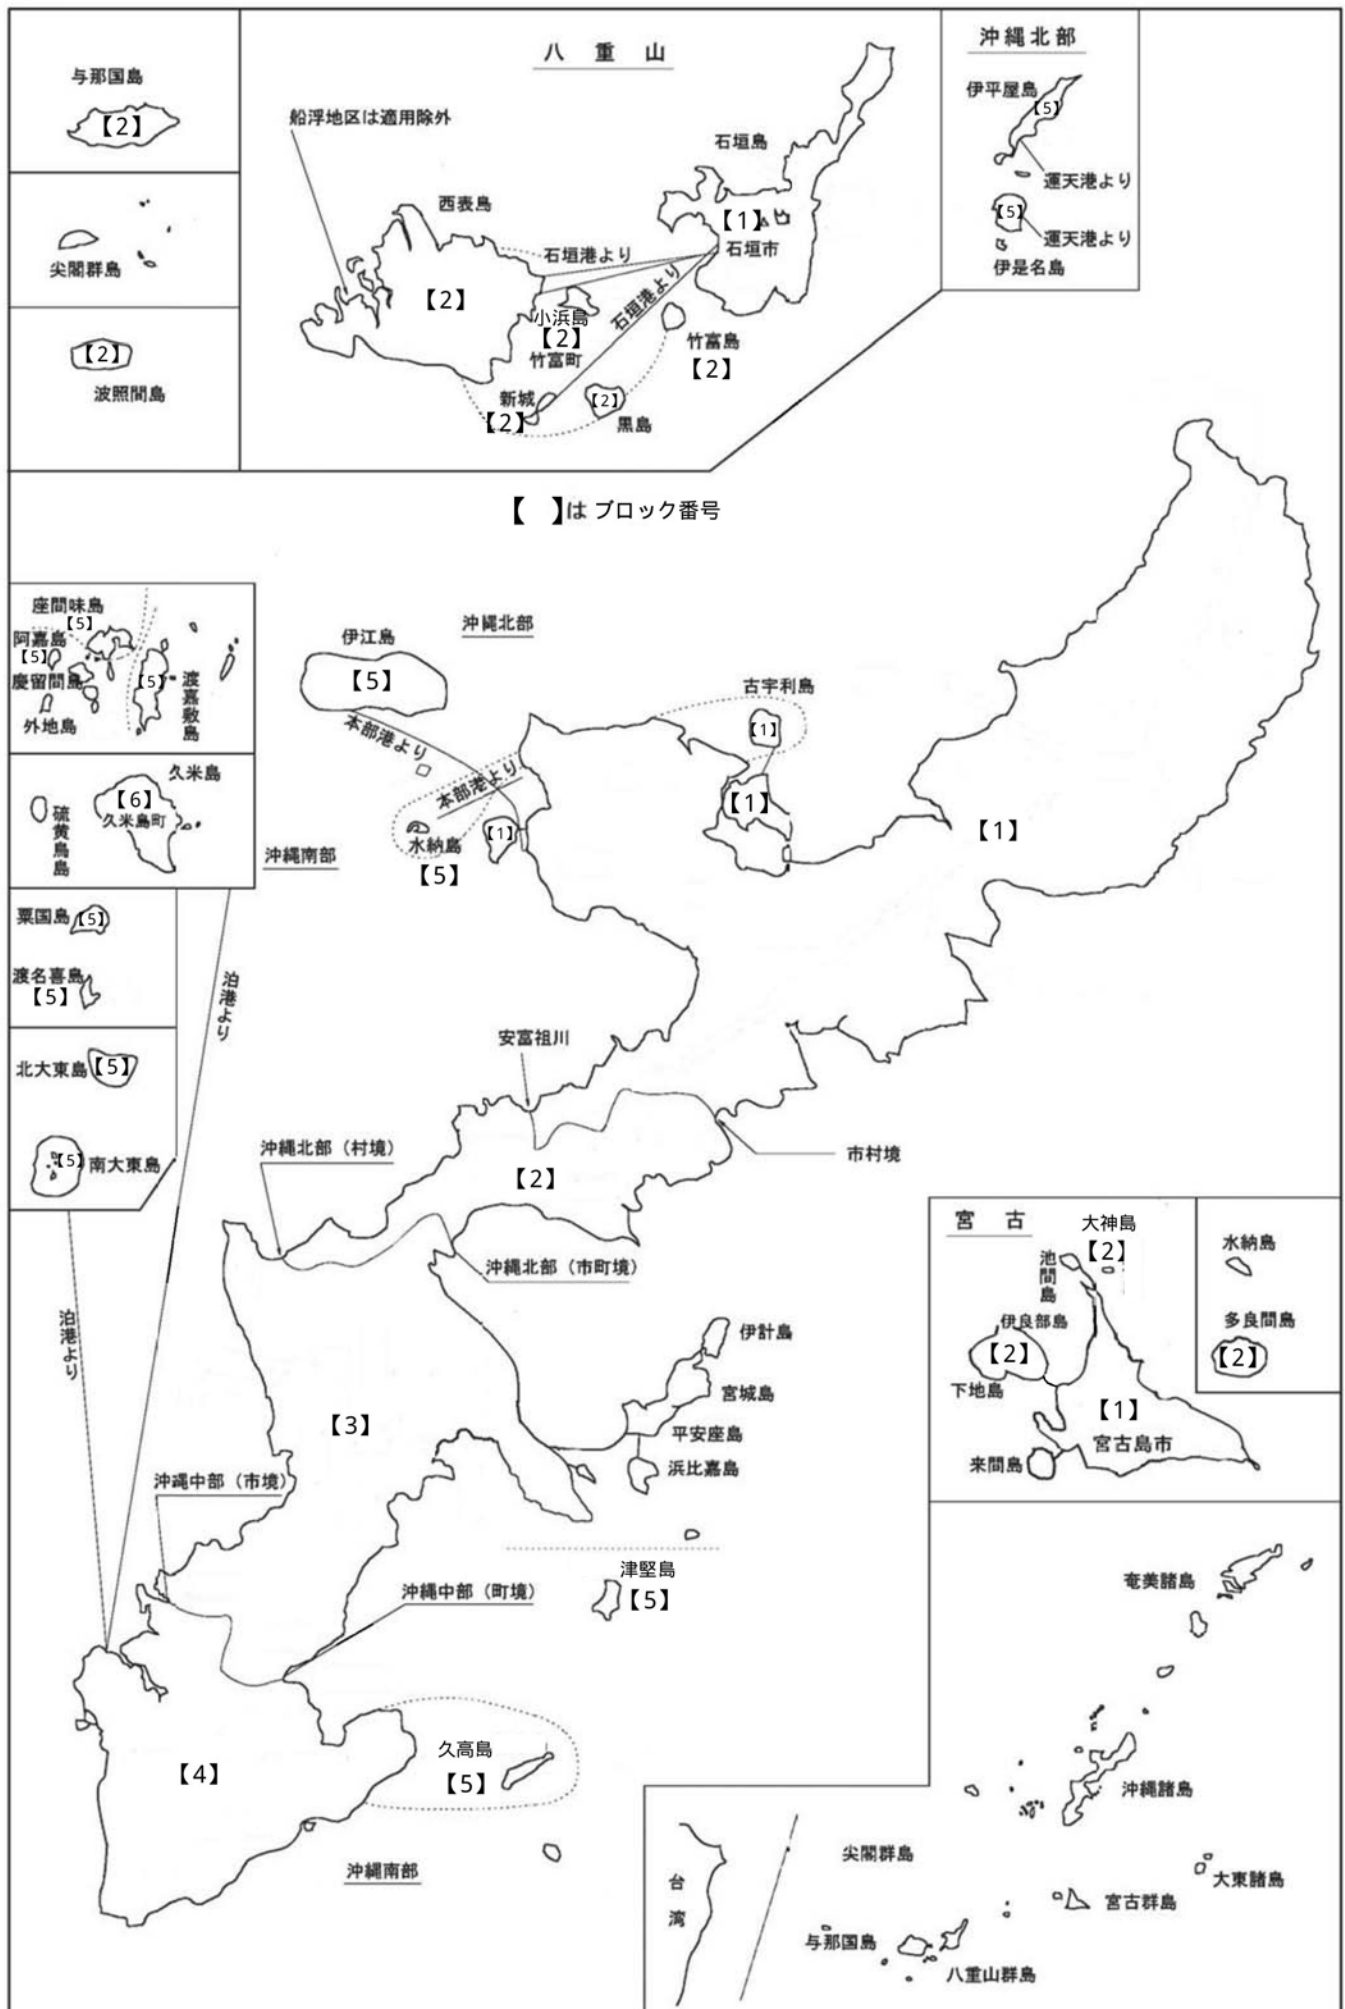 与那国島
【2】
尖閣群島
【2】
波照間島
八重山
船浮地区は適用除外
石垣島
西表島
【1】
石垣市
石垣港より
【2】
石垣港より
小浜島
【2】
竹富町
竹富島
【2】
新城
【2】
【2】
黒島
沖縄北部
伊平屋島
【5】
運天港より
【5】
運天港より
伊是名島
【 】は ブロック番号
座間味島
【5】
阿嘉島
【5】
慶留間島
外地島
【5】
渡嘉敷島
久米島
【6】
久米島町
硫黄鳥島
粟国島
【5】
渡名喜島
【5】
北大東島
【5】
【5】
南大東島
沖縄北部
伊江島
【5】
本部港より
本部港より
水納島
【5】
【1】
沖縄南部
古宇利島
【1】
【1】
【1】
泊港より
泊港より
安富祖川
沖縄北部（村境）
市村境
【2】
沖縄北部（市町境）
【3】
伊計島
宮城島
平安座島
浜比嘉島
沖縄中部（市境）
沖縄中部（町境）
津堅島
【5】
【4】
久高島
【5】
沖縄南部
宮古
大神島
【2】
池間島
伊良部島
【2】
下地島
【1】
宮古島市
来間島
水納島
多良間島
【2】
奄美諸島
沖縄諸島
尖閣群島
大東諸島
台湾
宮古群島
与那国島
八重山群島